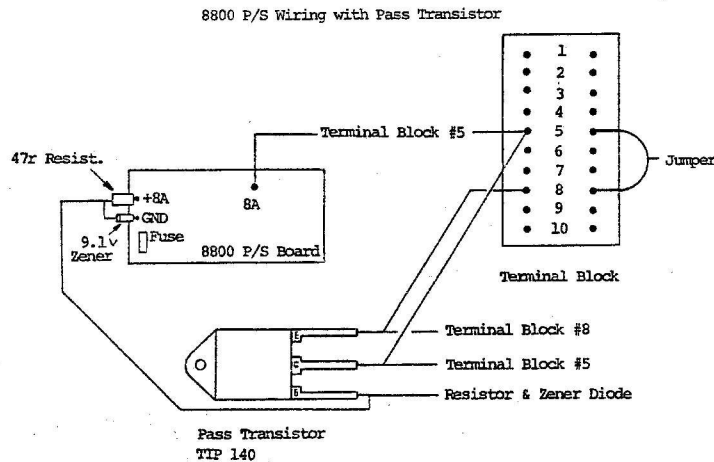 8800 P/S Wiring with Pass Transistor
1
2
3
4
Terminal Block #5
5
6
47r Resist.
7
Jumper
+8A
8A
8
GND
9
9.1v
Zener
Fuse
8800 P/S Board
10
Terminal Block
E
Terminal Block #8
C
Terminal Block #5
B
Resistor & Zener Diode
Pass Transistor
TIP 140